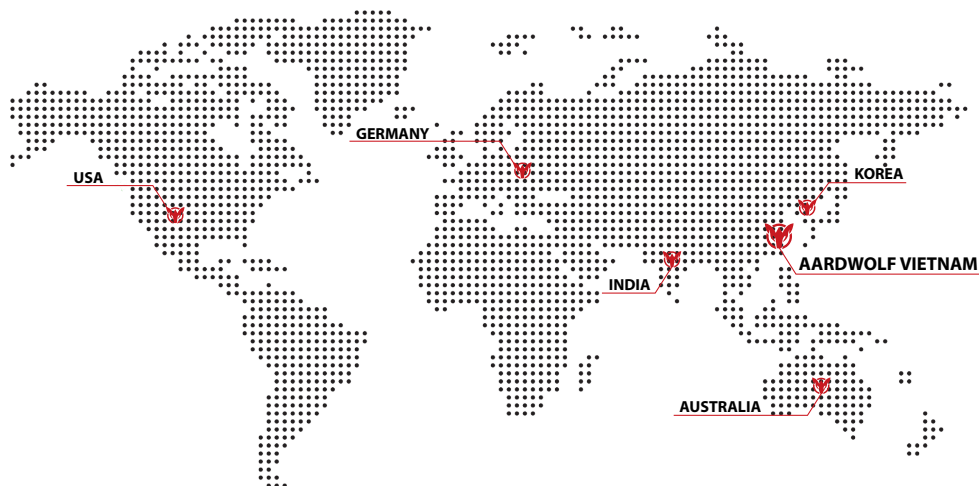 GERMANY
USA
KOREA
AARDWOLF VIETNAM
INDIA
AUSTRALIA